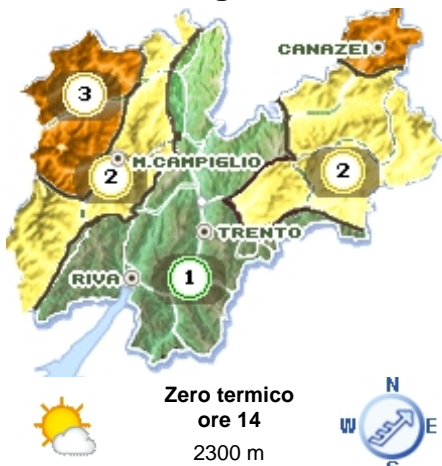 CANAZEI
3
M.CAMPIGLIO
2
2
TRENTO
RIVA
1
Zero termico
ore 14
2300 m
N
W E
S